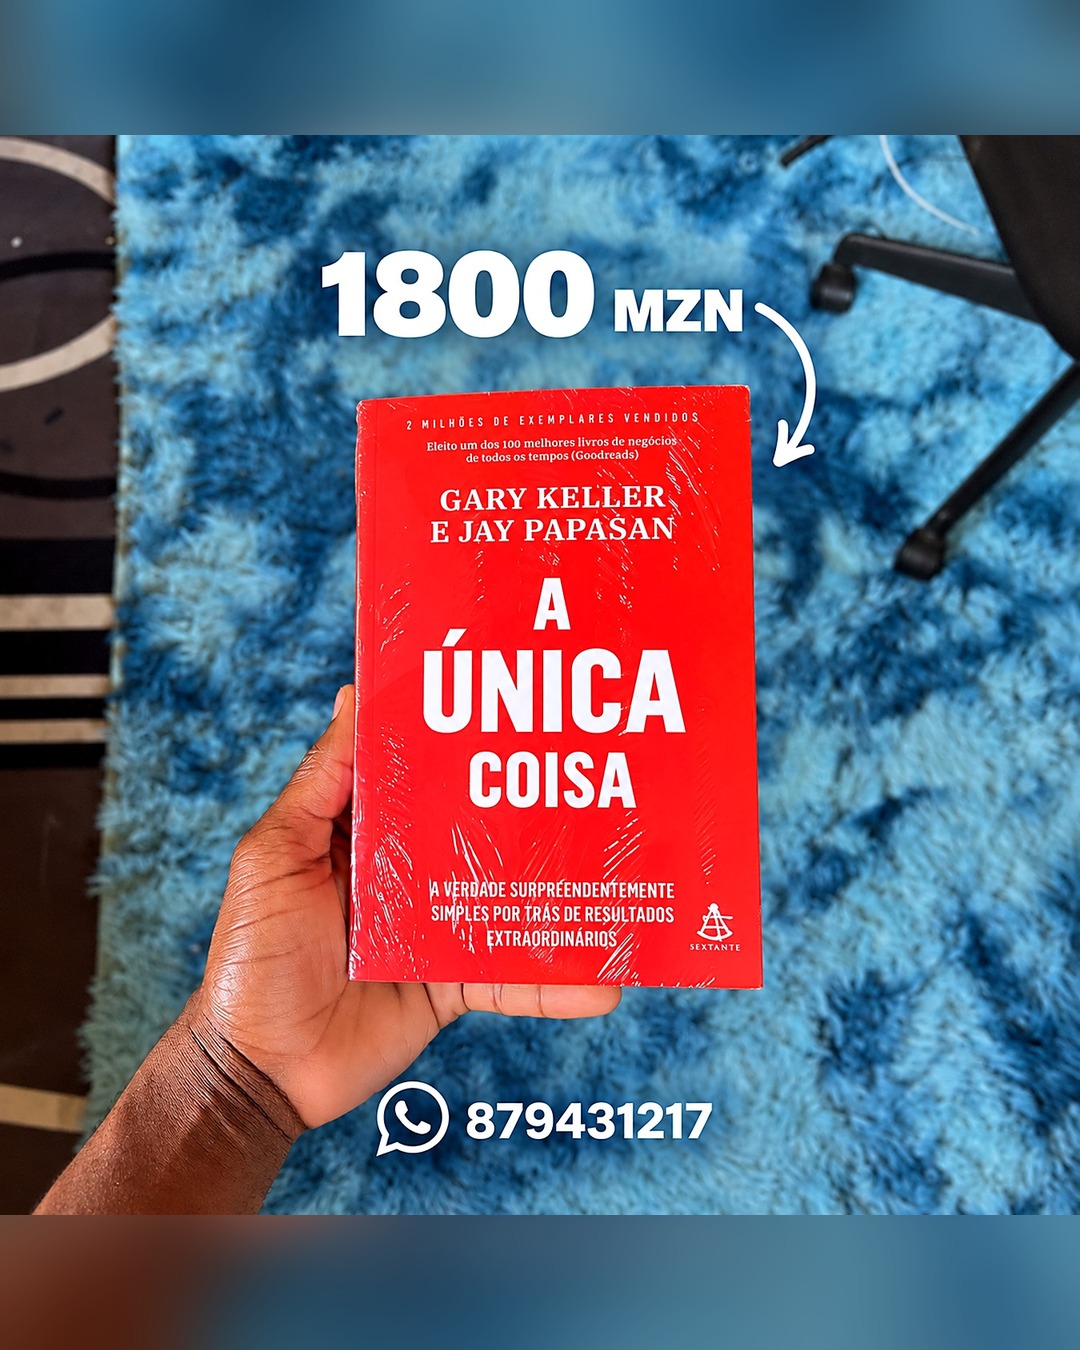 1800 MZN
2 MILHÕES DE EXEMPLARES VENDIDOS
Eleito um dos 100 melhores livros de negócios
de todos os tempos (Goodreads)
GARY KELLER
E JAY PAPASAN
A
ÚNICA
COISA
A VERDADE SURPREENDENTEMENTE
SIMPLES POR TRÁS DE RESULTADOS
EXTRAORDINÁRIOS
SEXTANTE
879431217